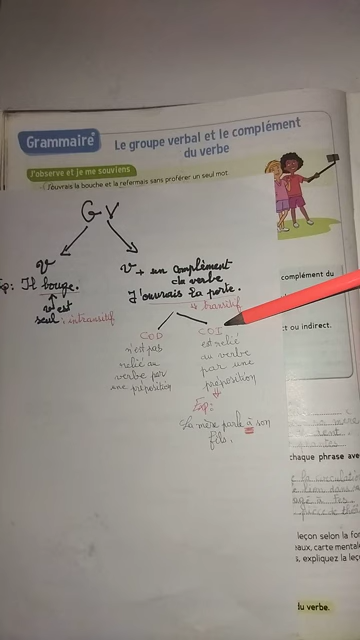 Grammaire
Le groupe verbal et le complément
du verbe
J'observe et je me souviens
J'ouvrais la bouche et la refermais sans proférer un seul mot
GV
v
Ep: Il bouge.
v est
seul: intransitif
v + un complément
du verbe
J'ouvrais la porte.
↳ transitif
COD
n'est pas
relié au
verbe par
une préposition
COI
est relié
au verbe
par une
préposition
Ep:
La mère parle à son
fils.
complément du
ct ou indirect.
chaque phrase ave
leçon selon la for
eaux, carte mentale
s, expliquez la leço
du verbe.